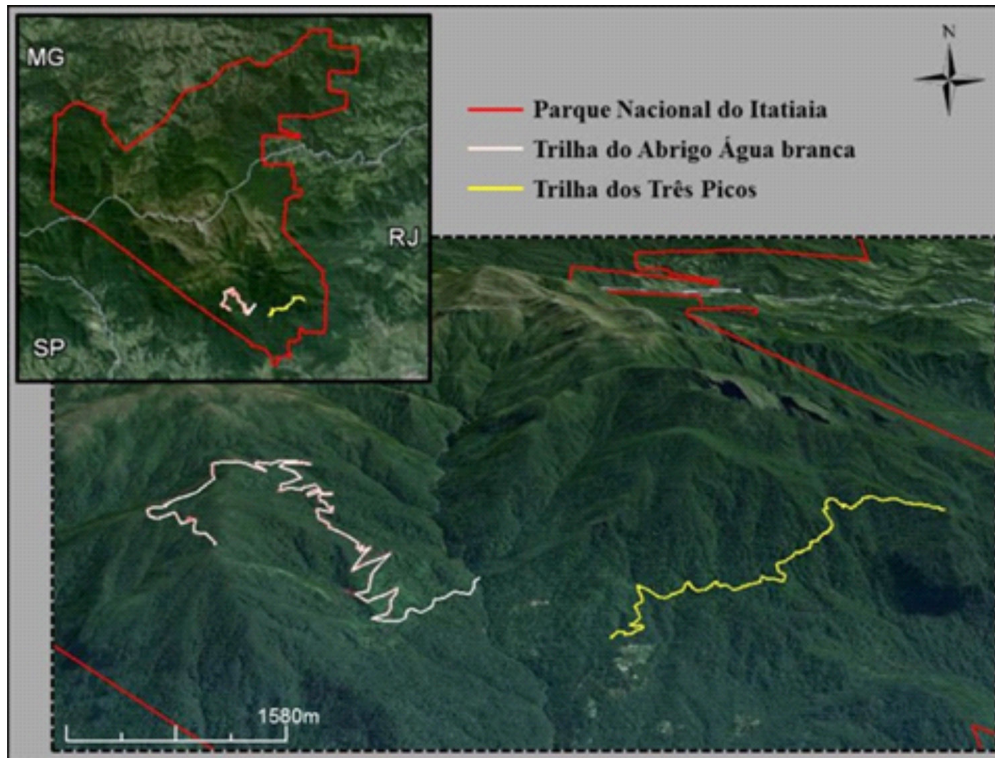 MG
N
Parque Nacional do Itatiaia
Trilha do Abrigo Água branca
Trilha dos Três Picos
RJ
SP
1580m